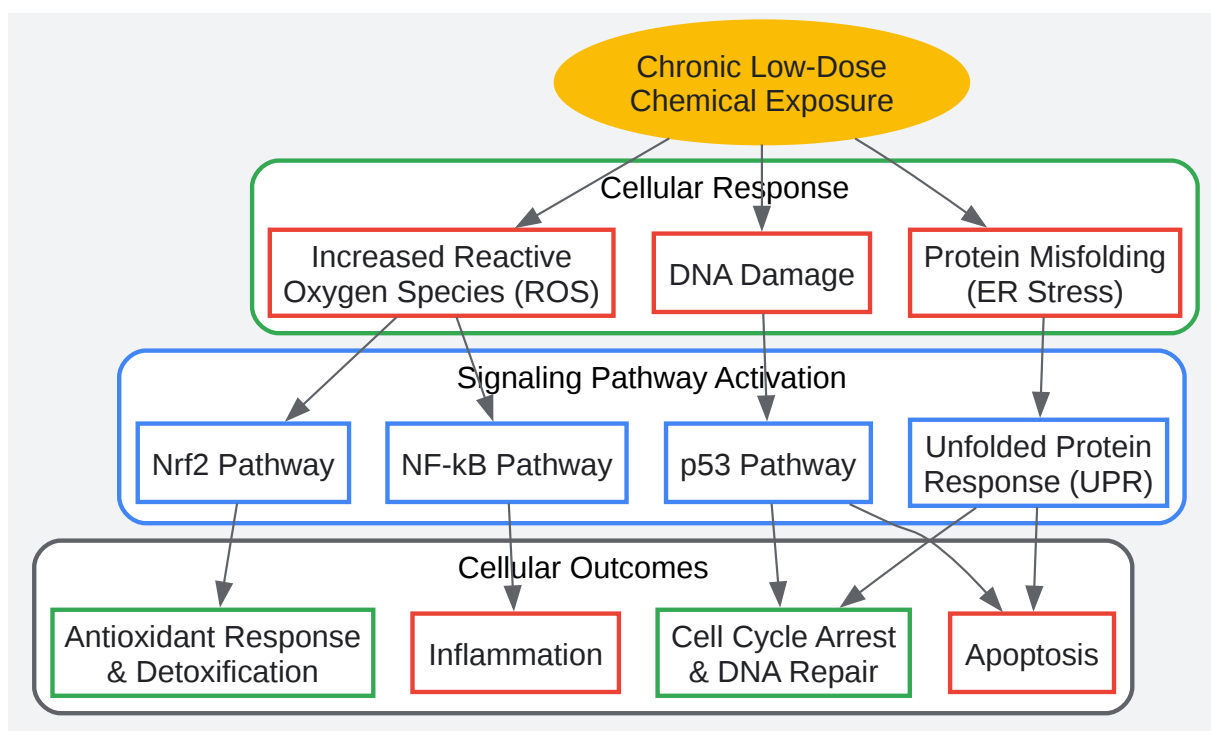 Chronic Low-Dose
Chemical Exposure
Cellular Response
Increased Reactive
Oxygen Species (ROS)
DNA Damage
Protein Misfolding
(ER Stress)
Signaling Pathway Activation
Nrf2 Pathway
NF-kB Pathway
p53 Pathway
Unfolded Protein
Response (UPR)
Cellular Outcomes
Antioxidant Response
& Detoxification
Inflammation
Cell Cycle Arrest
& DNA Repair
Apoptosis